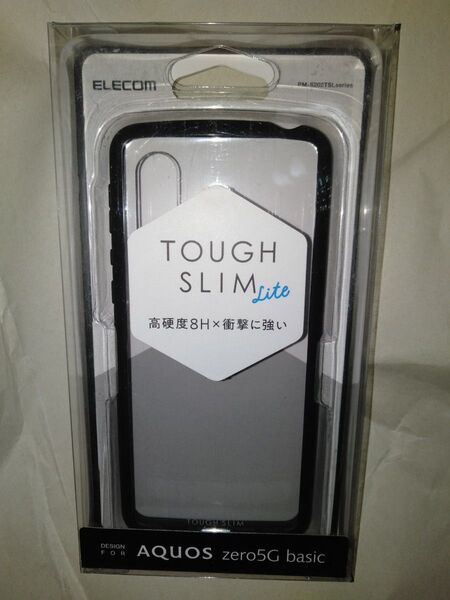 ELECOM
PM-S202TSLseries
TOUGH
SLIM
Lite
高硬度8H×衝撃に強い
TOUGH SLIM
DESIGN
FOR
AQUOS zero5G basic